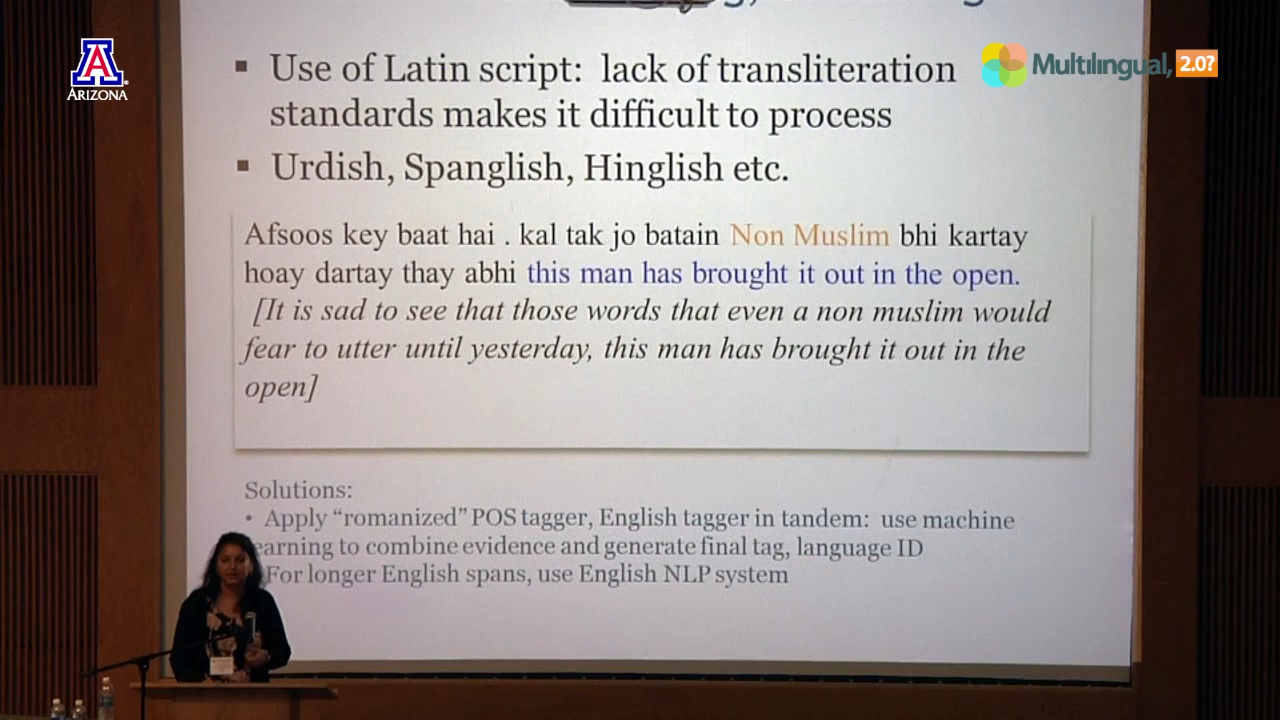 A
ARIZONA
Multilingual, 2.0?
▪ Use of Latin script: lack of transliteration
standards makes it difficult to process
▪ Urdish, Spanglish, Hinglish etc.
Afsoos key baat hai . kal tak jo batain Non Muslim bhi kartay
hoay dartay thay abhi this man has brought it out in the open.
[It is sad to see that those words that even a non muslim would
fear to utter until yesterday, this man has brought it out in the
open]
Solutions:
• Apply “romanized” POS tagger, English tagger in tandem: use machine
earning to combine evidence and generate final tag, language ID
For longer English spans, use English NLP system